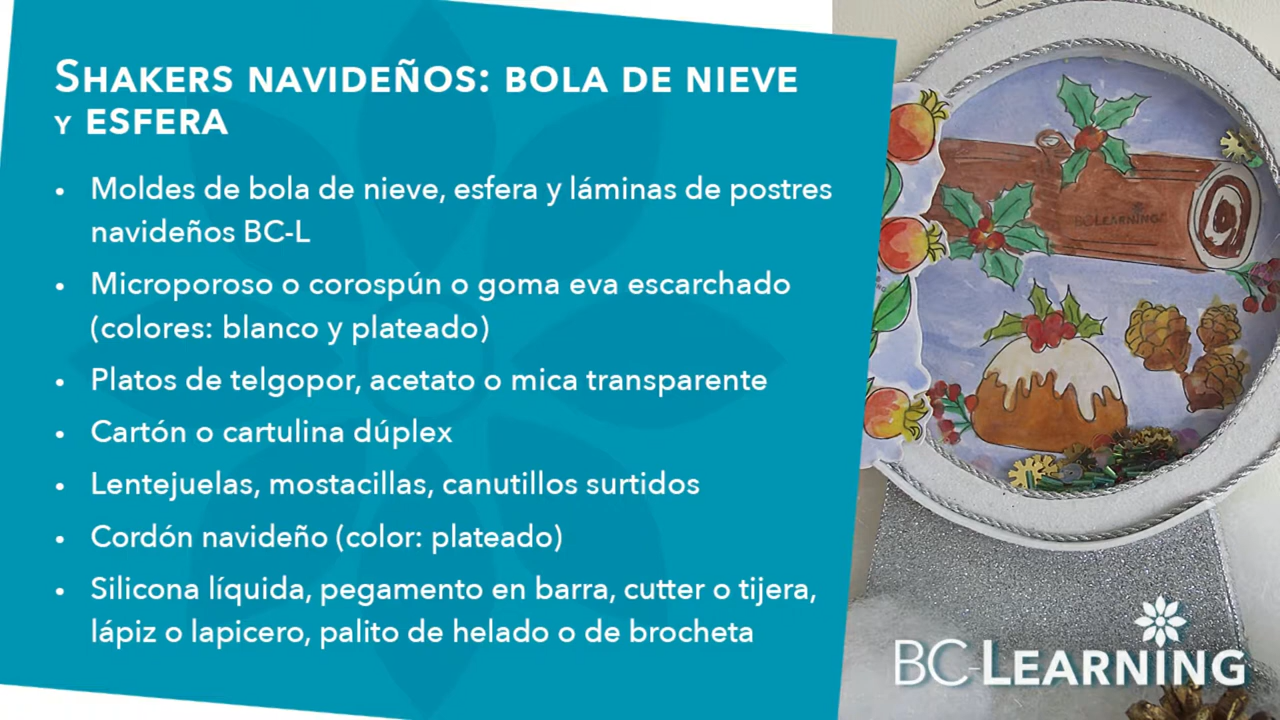 SHAKERS NAVIDEÑOS: BOLA DE NIEVE
Y ESFERA
• Moldes de bola de nieve, esfera y láminas de postres
navideños BC-L
• Microporoso o corospún o goma eva escarchado
(colores: blanco y plateado)
• Platos de telgopor, acetato o mica transparente
• Cartón o cartulina dúplex
• Lentejuelas, mostacillas, canutillos surtidos
• Cordón navideño (color: plateado)
• Silicona líquida, pegamento en barra, cutter o tijera,
lápiz o lapicero, palito de helado o de brocheta
BC LEARNING
BC-LEARNING